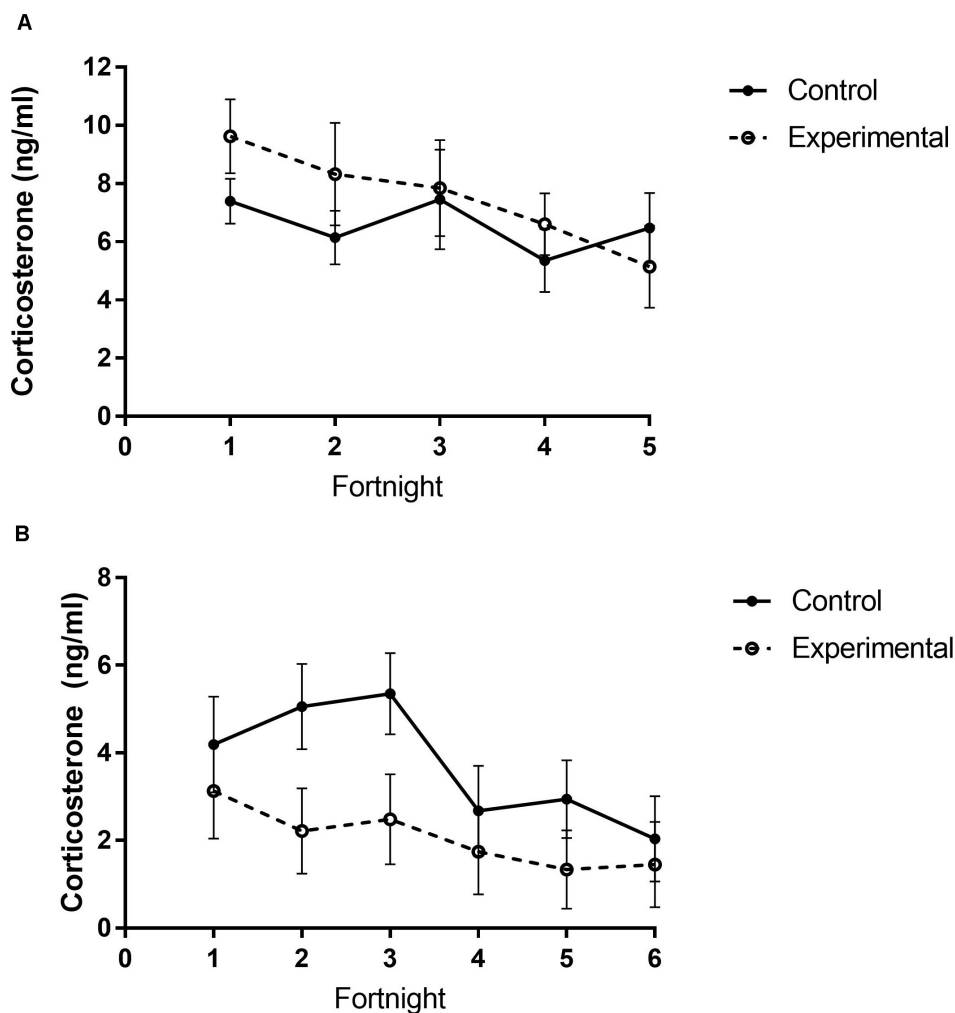 A
12
10
8
6
4
2
0
Corticosterone (ng/ml)
0 1 2 3 4 5
Fortnight
Control
Experimental
B
8
6
4
2
0
Corticosterone (ng/ml)
0 1 2 3 4 5 6
Fortnight
Control
Experimental